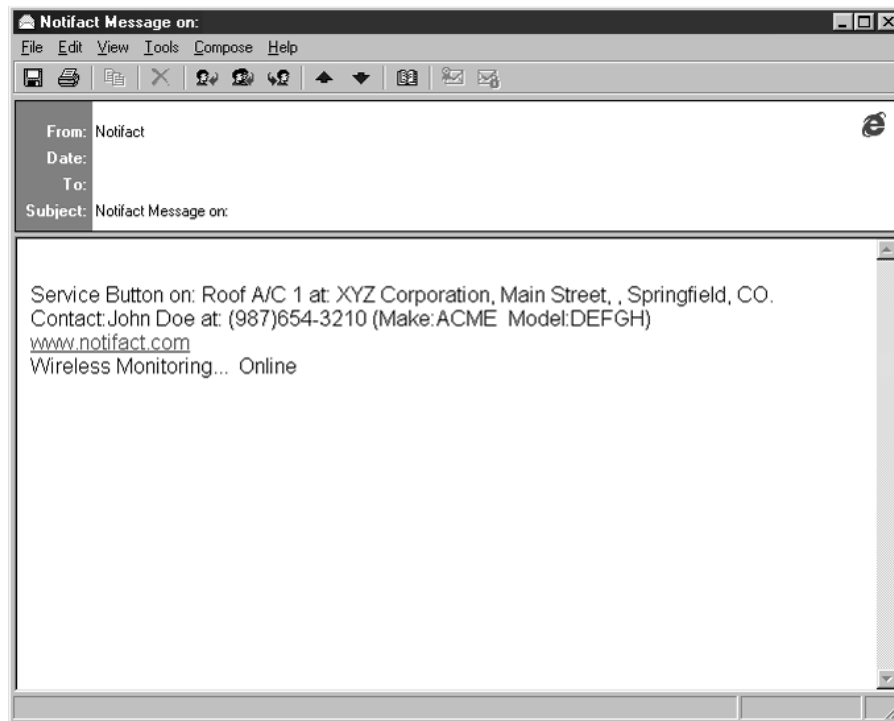 Notifact Message on:
File Edit View Tools Compose Help
From: Notifact
Date:
To:
Subject: Notifact Message on:
Service Button on: Roof A/C 1 at: XYZ Corporation, Main Street, , Springfield, CO.
Contact:John Doe at: (987)654-3210 (Make:ACME Model:DEFGH)
www.notifact.com
Wireless Monitoring... Online